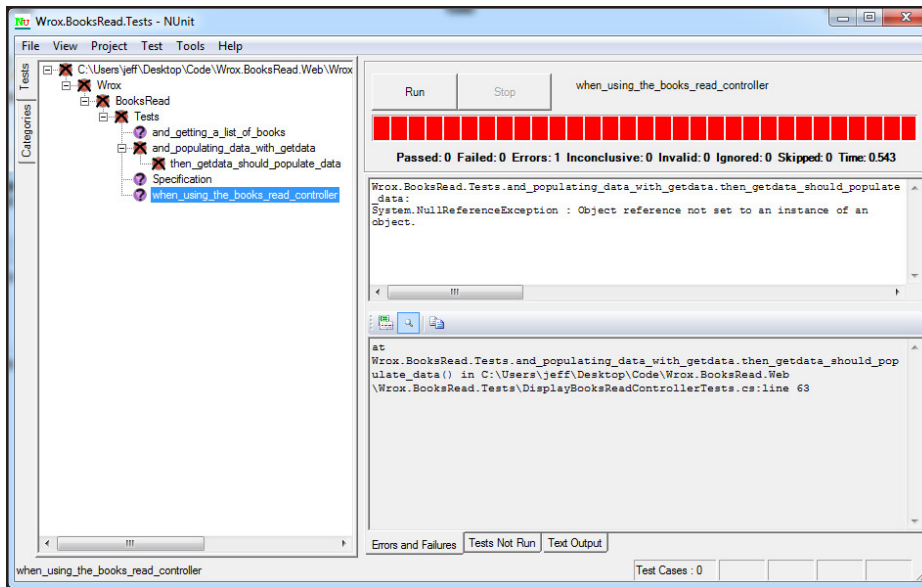 Wrox.BooksRead.Tests - NUnit
File View Project Test Tools Help
Tests
Categories
C:\Users\jeff\Desktop\Code\Wrox.BooksRead.Web\Wrox
Wrox
BooksRead
Tests
and_getting_a_list_of_books
and_populating_data_with_getdata
then_getdata_should_populate_data
Specification
when_using_the_books_read_controller
Run Stop when_using_the_books_read_controller
Passed: 0 Failed: 0 Errors: 1 Inconclusive: 0 Invalid: 0 Ignored: 0 Skipped: 0 Time: 0.543
Wrox.BooksRead.Tests.and_populating_data_with_getdata.then_getdata_should_populate
_data:
System.NullReferenceException : Object reference not set to an instance of an
object.
at
Wrox.BooksRead.Tests.and_populating_data_with_getdata.then_getdata_should_pop
ulate_data() in C:\Users\jeff\Desktop\Code\Wrox.BooksRead.Web
\Wrox.BooksRead.Tests\DisplayBooksReadControllerTests.cs:line 63
Errors and Failures Tests Not Run Text Output
when_using_the_books_read_controller Test Cases : 0